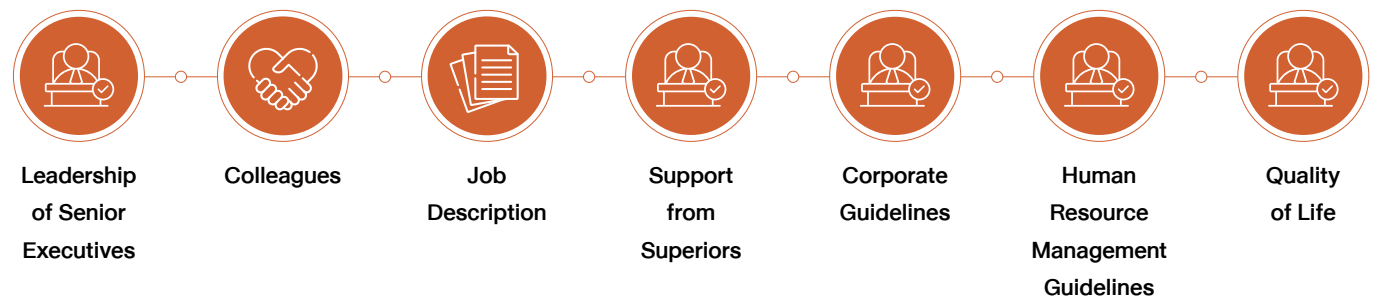 Leadership
of Senior
Executives
Colleagues
Job
Description
Support
from
Superiors
Corporate
Guidelines
Human
Resource
Management
Guidelines
Quality
of Life